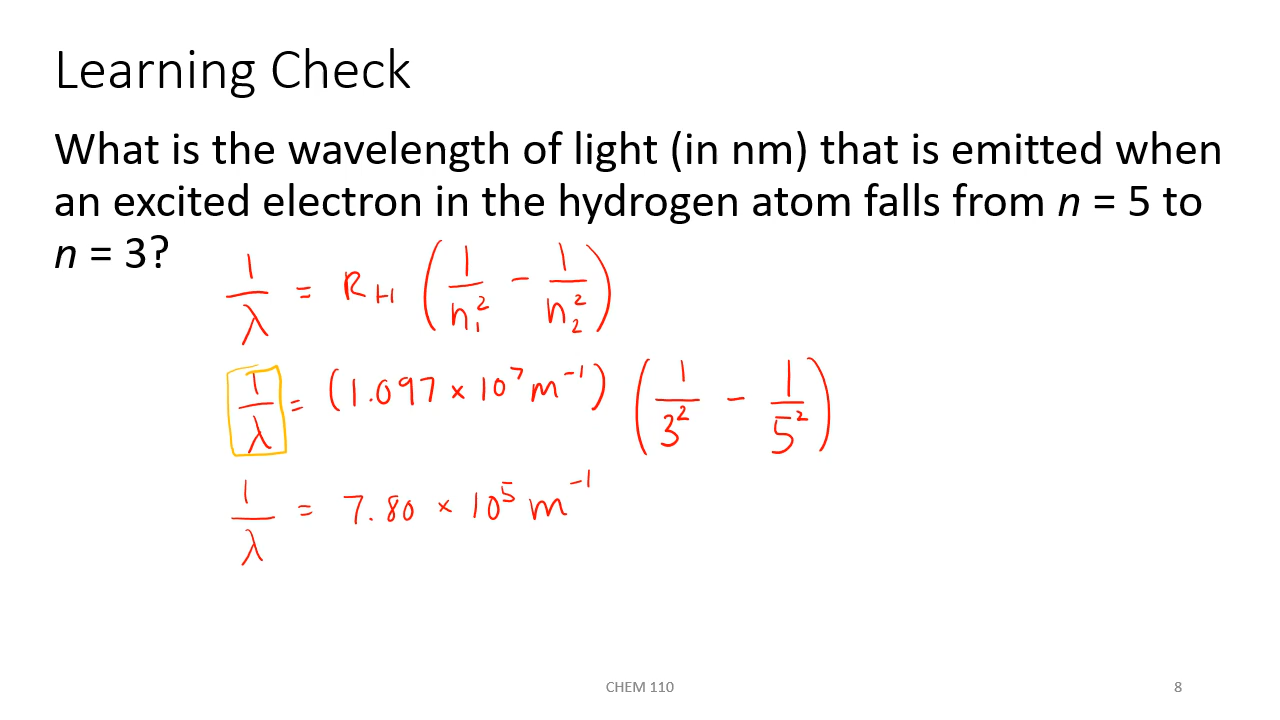 Learning Check
What is the wavelength of light (in nm) that is emitted when
an excited electron in the hydrogen atom falls from n = 5 to
n = 3?
1/λ = R_H (1/n₁² − 1/n₂²)
1/λ = (1.097 × 10⁷ m⁻¹) (1/3² − 1/5²)
1/λ = 7.80 × 10⁵ m⁻¹
CHEM 110
8